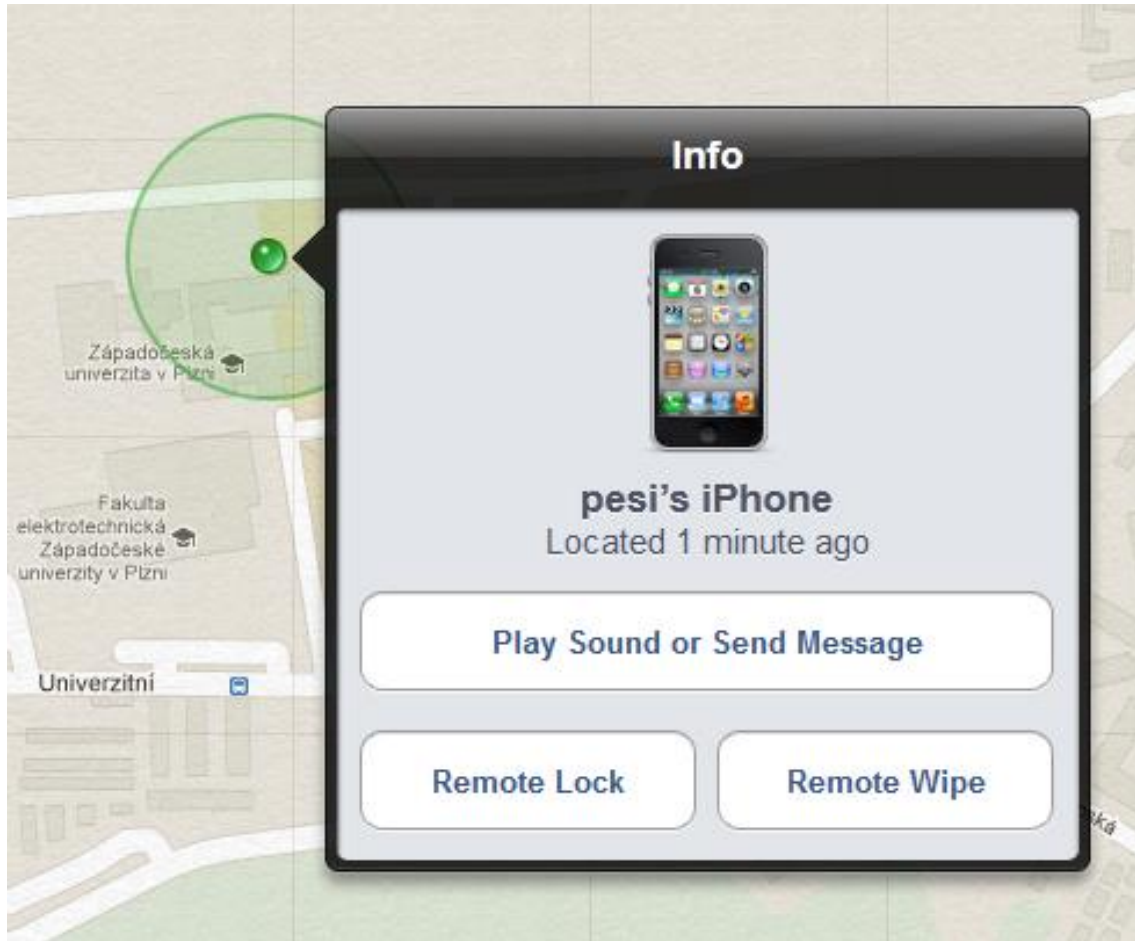 Info
Západočeská
univerzita v Plzni
pesi’s iPhone
Located 1 minute ago
Fakulta
elektrotechnická
Západočeské
univerzity v Plzni
Play Sound or Send Message
Univerzitní
Remote Lock
Remote Wipe